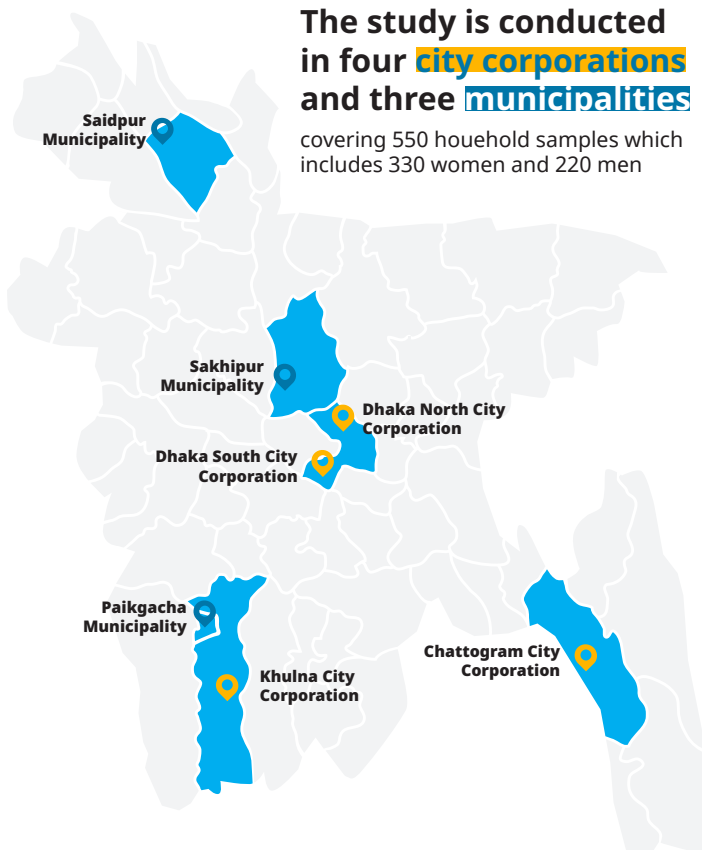 The study is conducted
in four city corporations
and three municipalities
covering 550 houehold samples which
includes 330 women and 220 men
Saidpur
Municipality
Sakhipur
Municipality
Dhaka North City
Corporation
Dhaka South City
Corporation
Paikgacha
Municipality
Khulna City
Corporation
Chattogram City
Corporation